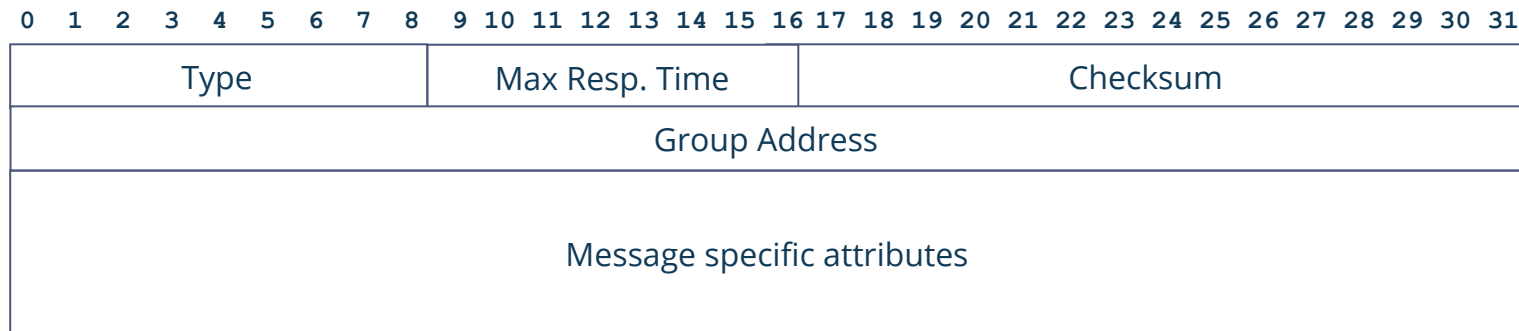 0 1 2 3 4 5 6 7 8 9 10 11 12 13 14 15 16 17 18 19 20 21 22 23 24 25 26 27 28 29 30 31
Type Max Resp. Time Checksum
Group Address
Message specific attributes